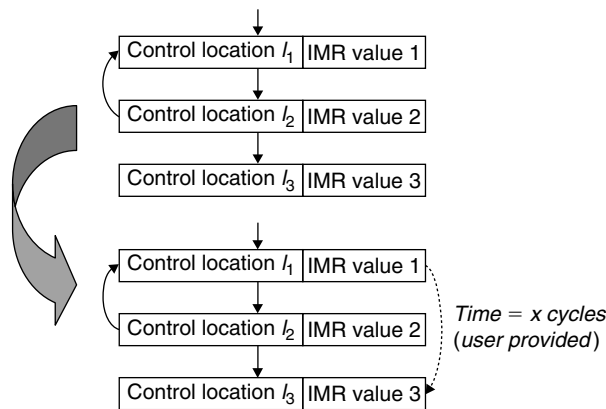 Control location l₁ IMR value 1
Control location l₂ IMR value 2
Control location l₃ IMR value 3
Control location l₁ IMR value 1
Control location l₂ IMR value 2
Control location l₃ IMR value 3
Time = x cycles
(user provided)